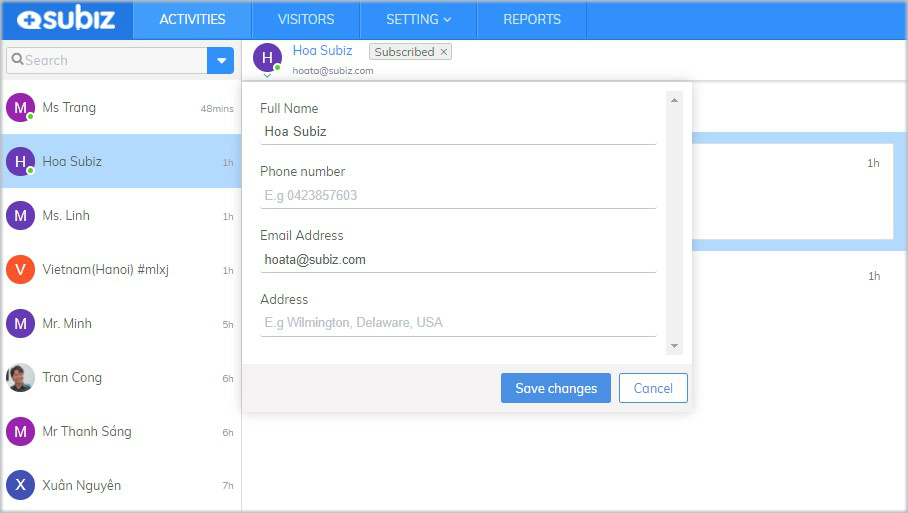 subiz
ACTIVITIES VISITORS SETTING REPORTS
Search
M Ms Trang 48mins
H Hoa Subiz 1h
M Ms. Linh 1h
V Vietnam(Hanoi) #mlxj 1h
M Mr. Minh 5h
Tran Cong 6h
M Mr Thanh Sáng 6h
X Xuân Nguyên 7h
H Hoa Subiz Subscribed ×
hoata@subiz.com
Full Name
Hoa Subiz
Phone number
E.g 0423857603
Email Address
hoata@subiz.com
Address
E.g Wilmington, Delaware, USA
Save changes Cancel
1h
1h